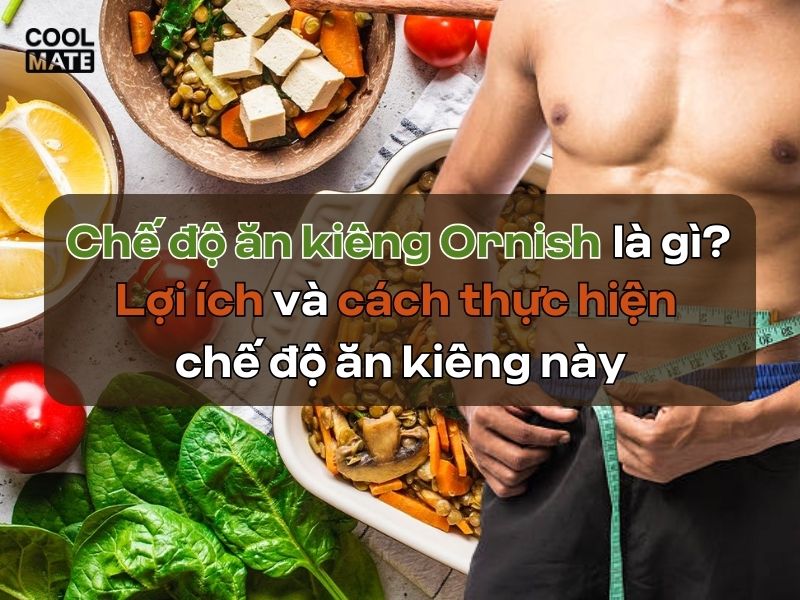 COOL
MATE
Chế độ ăn kiêng Ornish là gì?
Lợi ích và cách thực hiện
chế độ ăn kiêng này